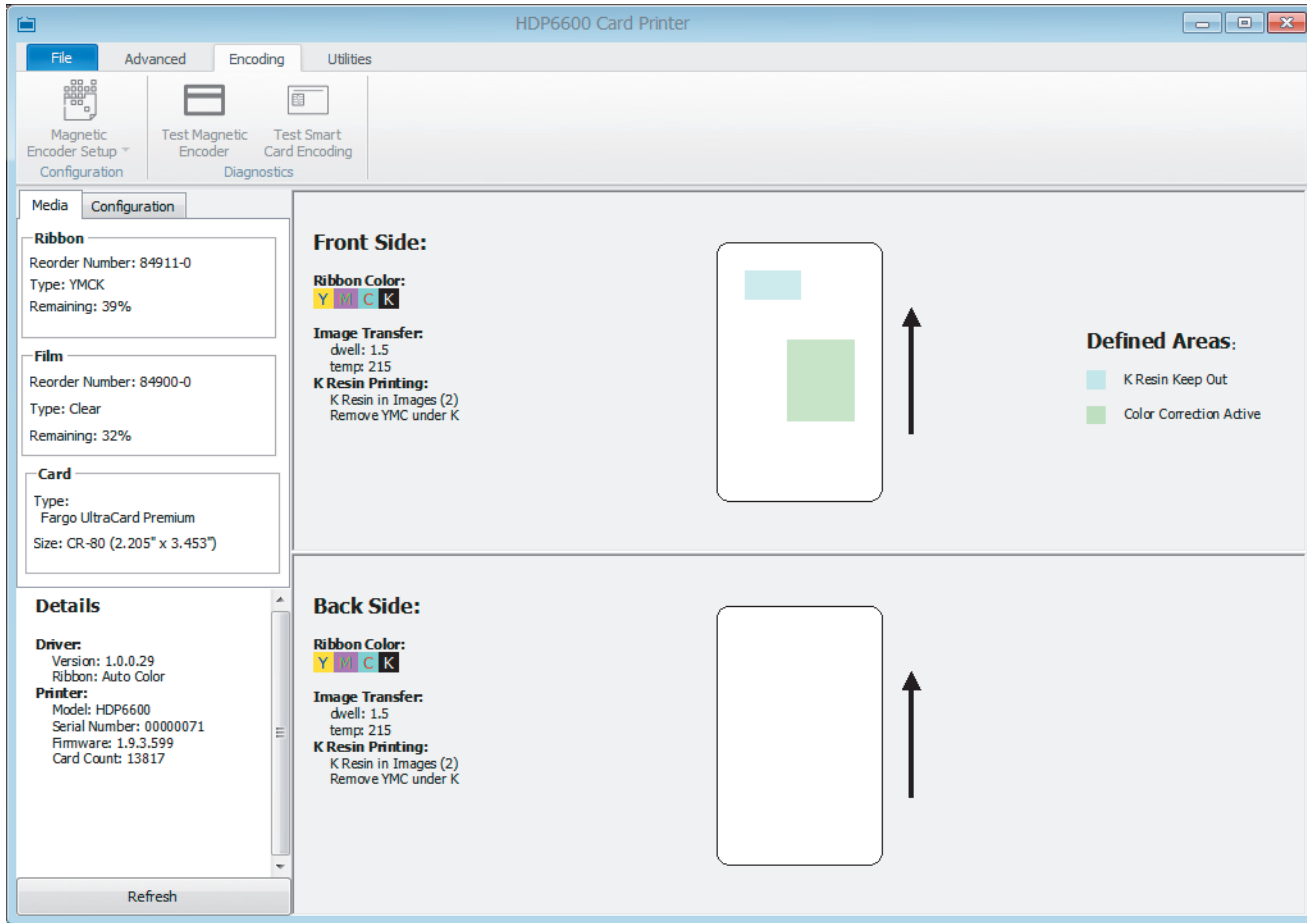 HDP6600 Card Printer
File Advanced Encoding Utilities
Magnetic
Encoder Setup
Test Magnetic
Encoder
Test Smart
Card Encoding
Configuration
Diagnostics
Media Configuration
Ribbon
Reorder Number: 84911-0
Type: YMCK
Remaining: 39%
Film
Reorder Number: 84900-0
Type: Clear
Remaining: 32%
Card
Type:
Fargo UltraCard Premium
Size: CR-80 (2.205" x 3.453")
Details
Driver:
Version: 1.0.0.29
Ribbon: Auto Color
Printer:
Model: HDP6600
Serial Number: 00000071
Firmware: 1.9.3.599
Card Count: 13817
Refresh
Front Side:
Ribbon Color:
Y M C K
Image Transfer:
dwell: 1.5
temp: 215
K Resin Printing:
K Resin in Images (2)
Remove YMC under K
Defined Areas:
K Resin Keep Out
Color Correction Active
Back Side:
Ribbon Color:
Y M C K
Image Transfer:
dwell: 1.5
temp: 215
K Resin Printing:
K Resin in Images (2)
Remove YMC under K